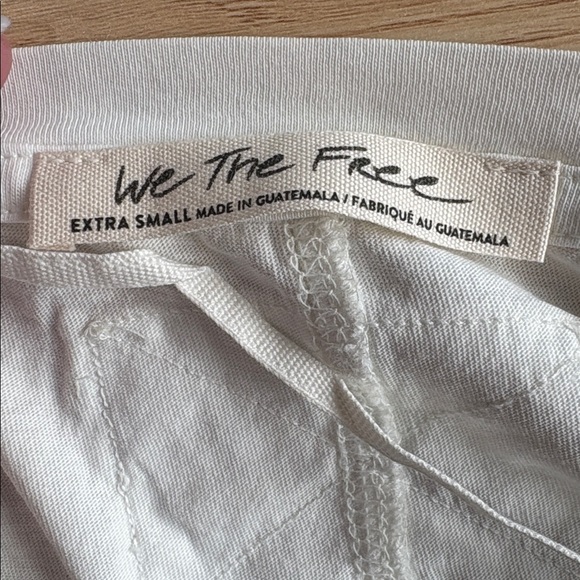 We The Free
EXTRA SMALL MADE IN GUATEMALA / FABRIQUÉ AU GUATEMALA